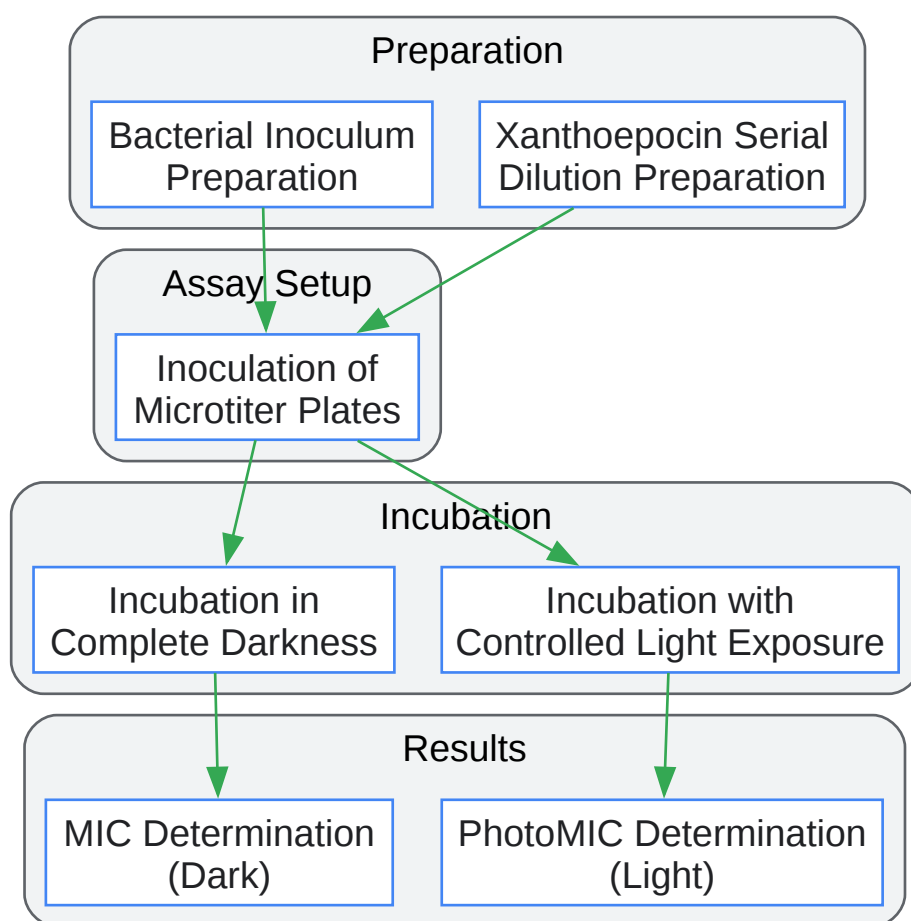 Preparation
Bacterial Inoculum
Preparation
Xanthoepocin Serial
Dilution Preparation
Assay Setup
Inoculation of
Microtiter Plates
Incubation
Incubation in
Complete Darkness
Incubation with
Controlled Light Exposure
Results
MIC Determination
(Dark)
PhotoMIC Determination
(Light)